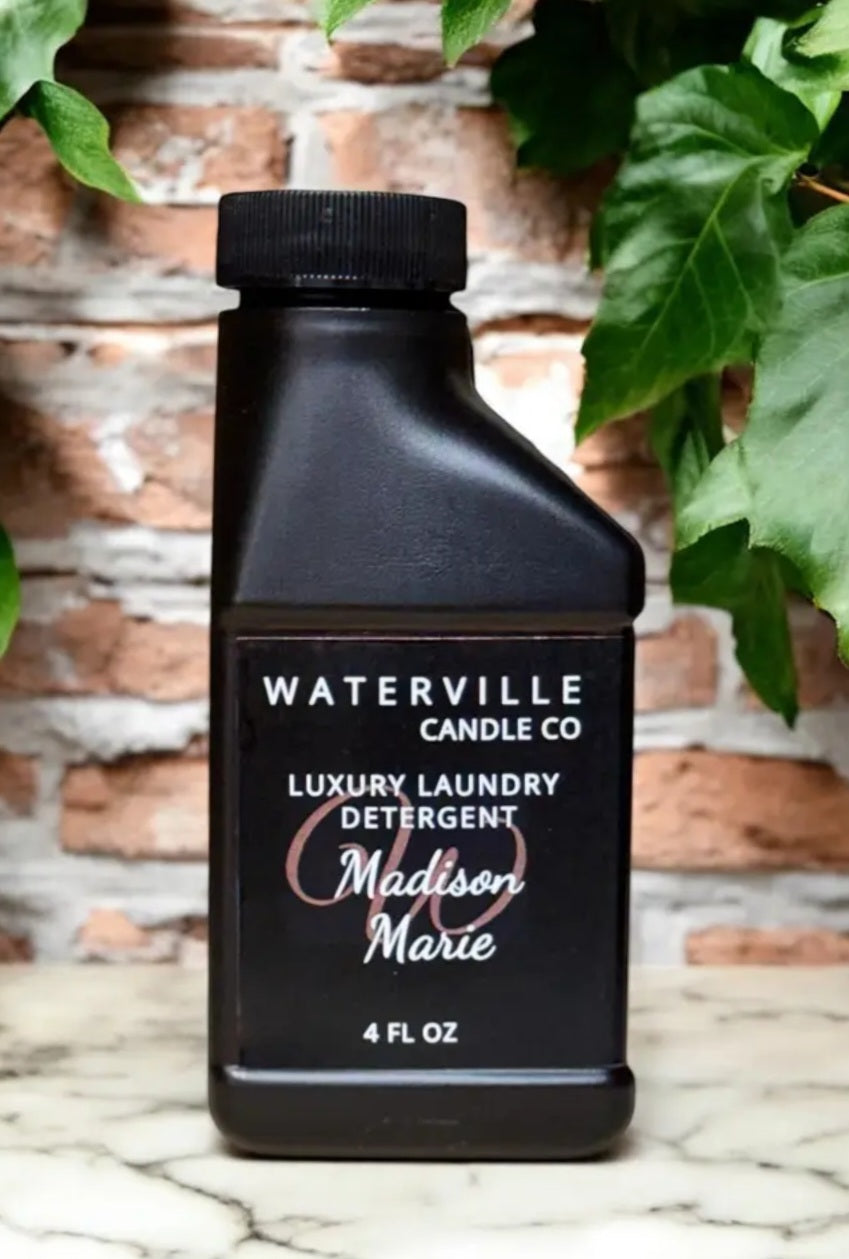 WATERVILLE
CANDLE CO
LUXURY LAUNDRY
DETERGENT
W
Madison
Marie
4 FL OZ